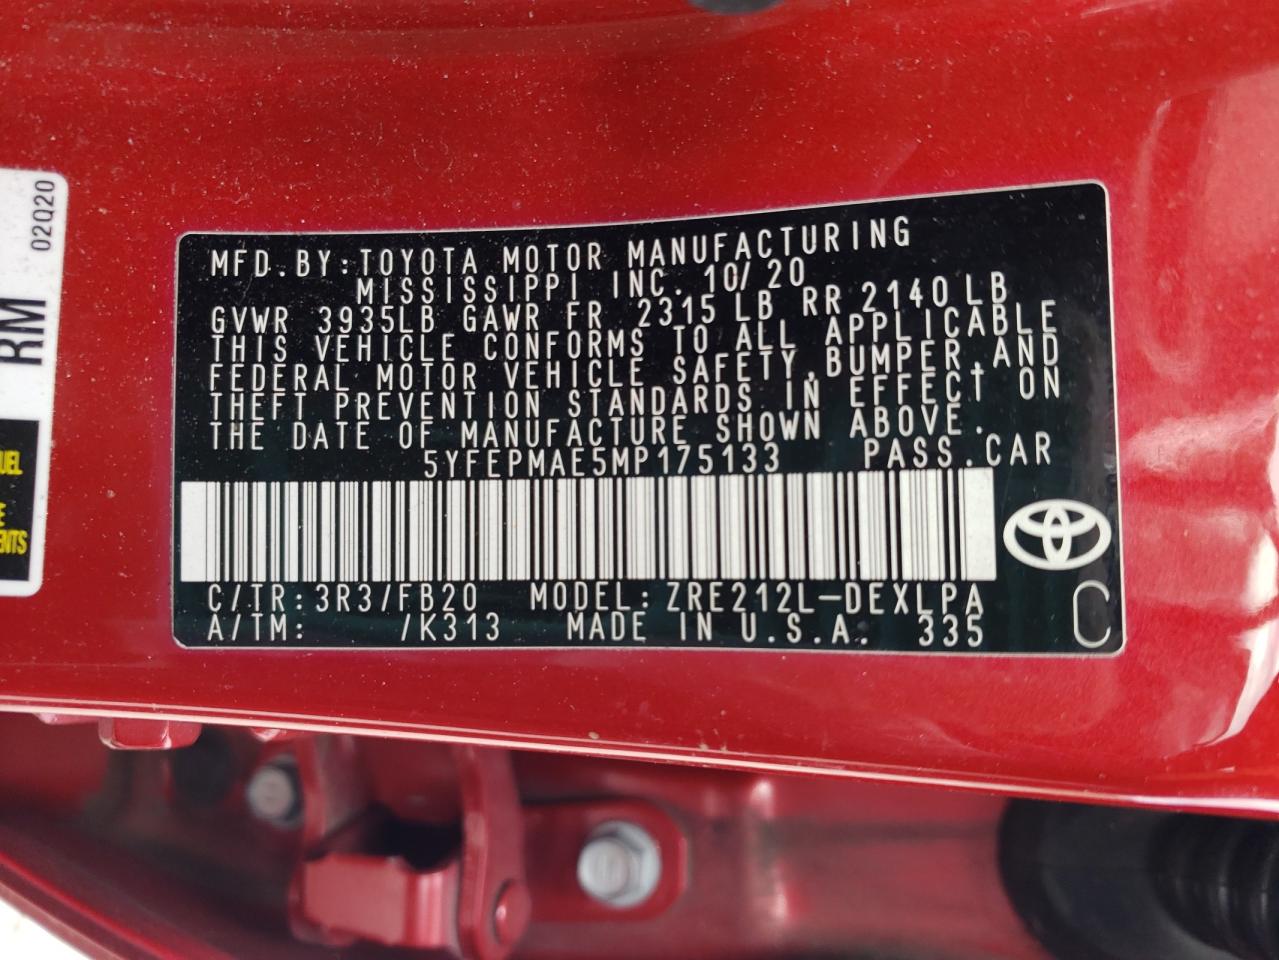 02Q20
RM
UEL
E
ENTS
MFD.BY:TOYOTA MOTOR MANUFACTURING
MISSISSIPPI INC. 10/20
GVWR 3935LB GAWR FR 2315 LB RR 2140LB
THIS VEHICLE CONFORMS TO ALL APPLICABLE
FEDERAL MOTOR VEHICLE SAFETY,BUMPER,AND
THEFT PREVENTION STANDARDS IN EFFECT ON
THE DATE OF MANUFACTURE SHOWN ABOVE.
5YFEPMAE5MP175133 PASS.CAR
C/TR:3R3/FB20 MODEL:ZRE212L-DEXLPA
A/TM: /K313 MADE IN U.S.A. 335
C